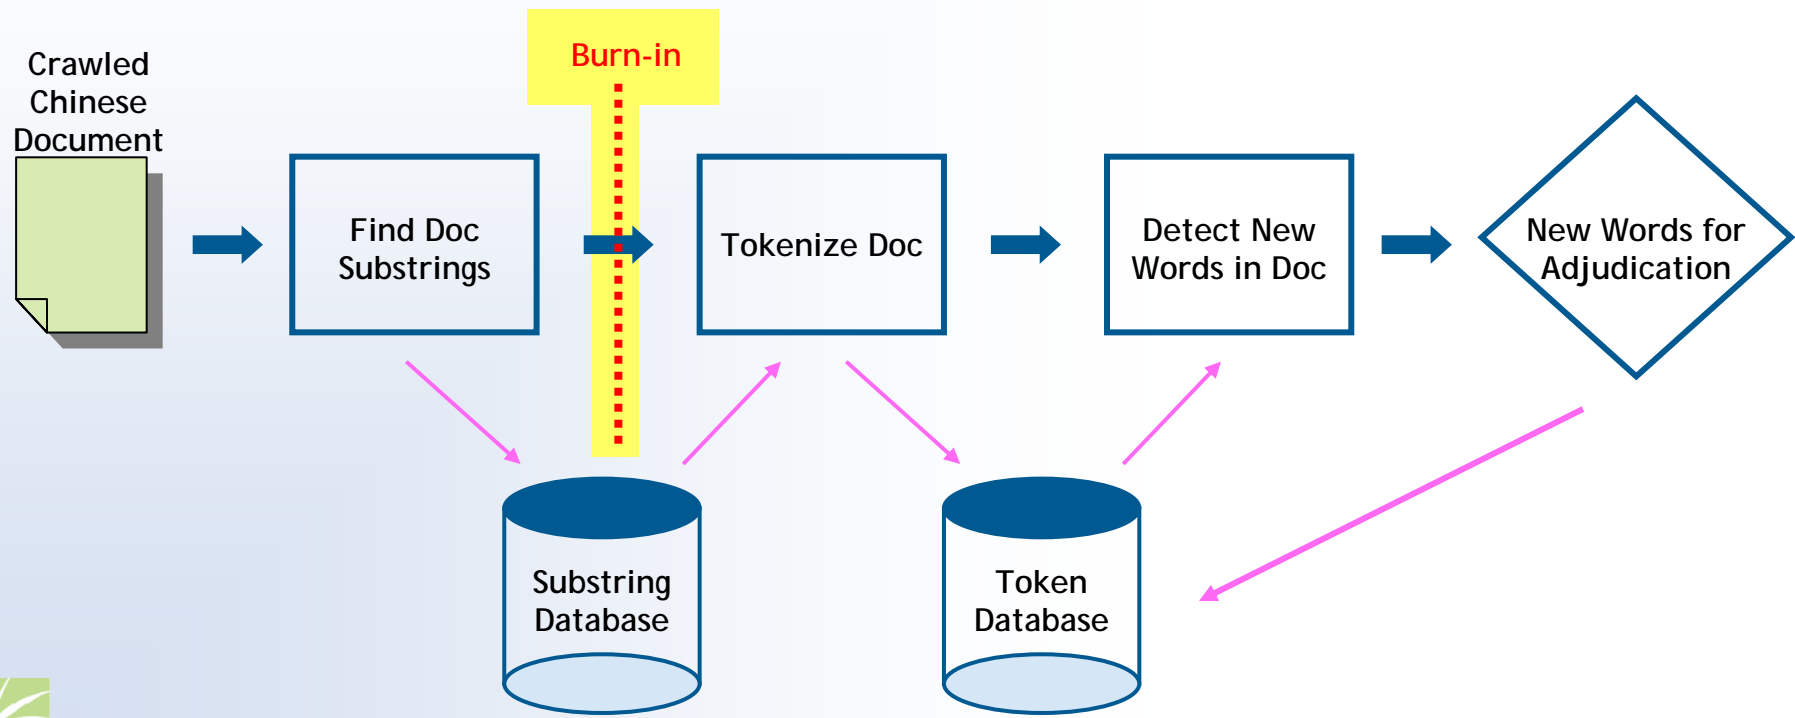 Crawled
Chinese
Document
Burn-in
Find Doc
Substrings
Tokenize Doc
Detect New
Words in Doc
New Words for
Adjudication
Substring
Database
Token
Database